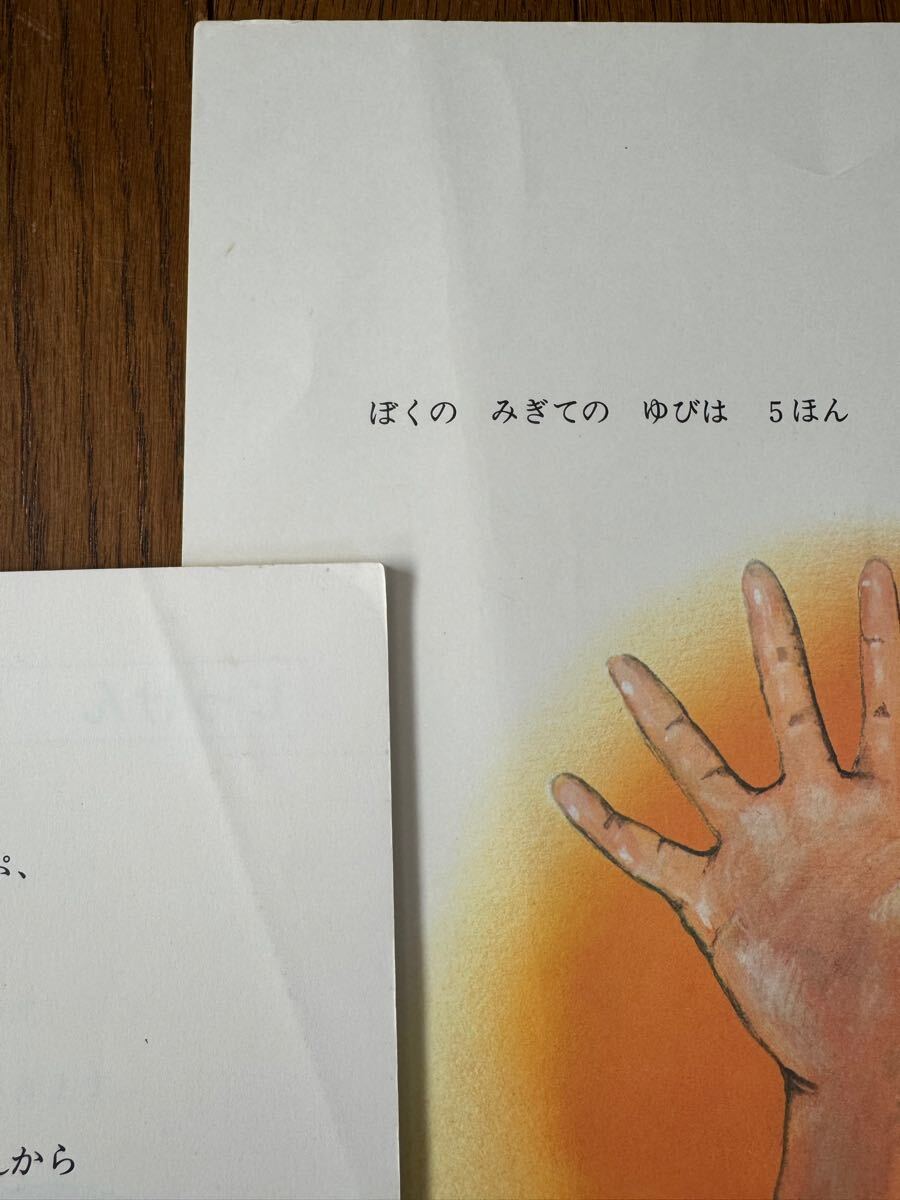 ぼくの　みぎての　ゆびは　5ほん
ぷ、
から